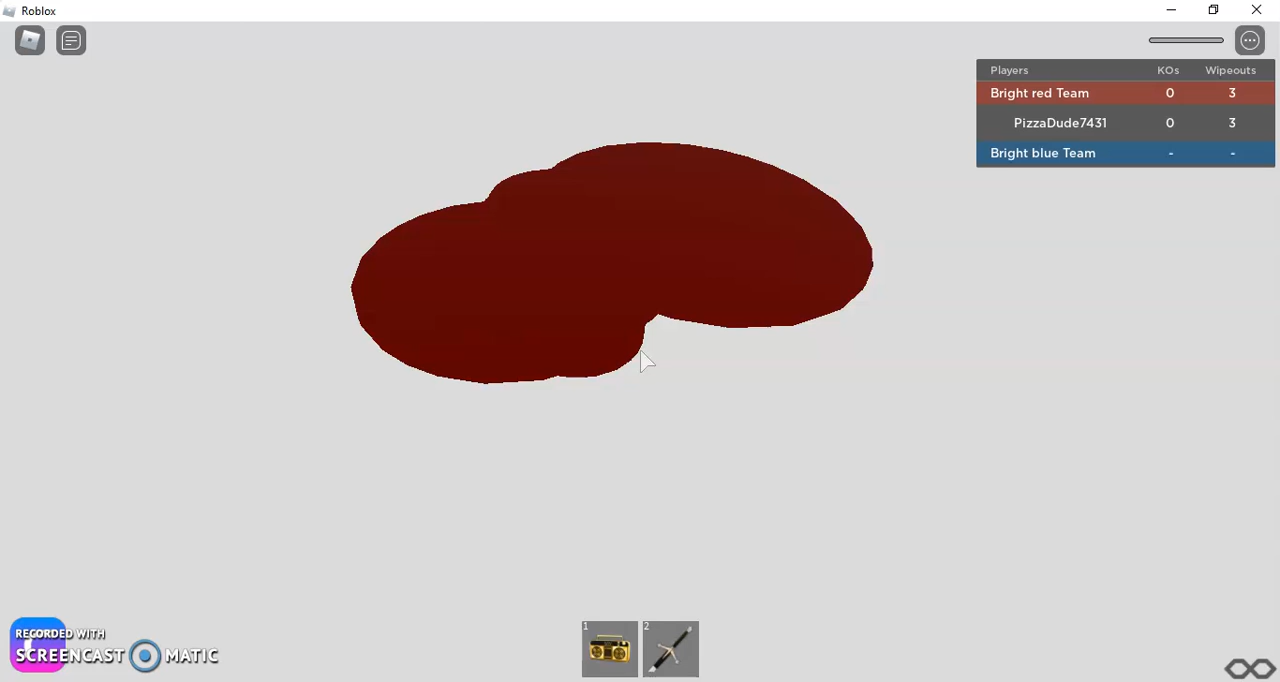 Roblox
Players KOs Wipeouts
Bright red Team 0 3
PizzaDude7431 0 3
Bright blue Team - -
1 2
RECORDED WITH
SCREENCAST MATIC